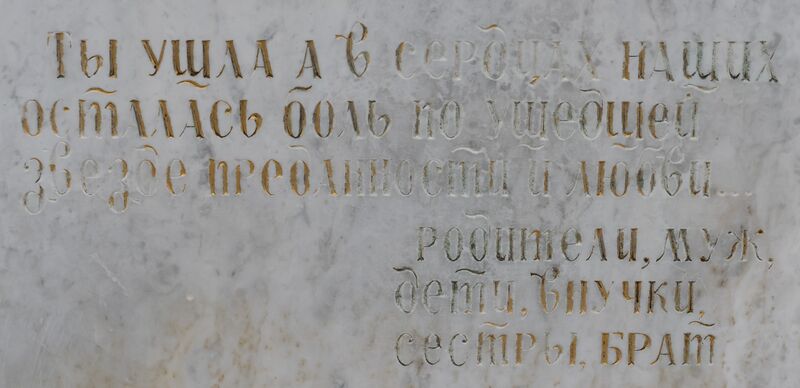 Ты ушла а в сердцах наших
осталась боль по ушедшей
звезде преданности и любви...
родители, муж,
дети, внучки,
сестры, брат